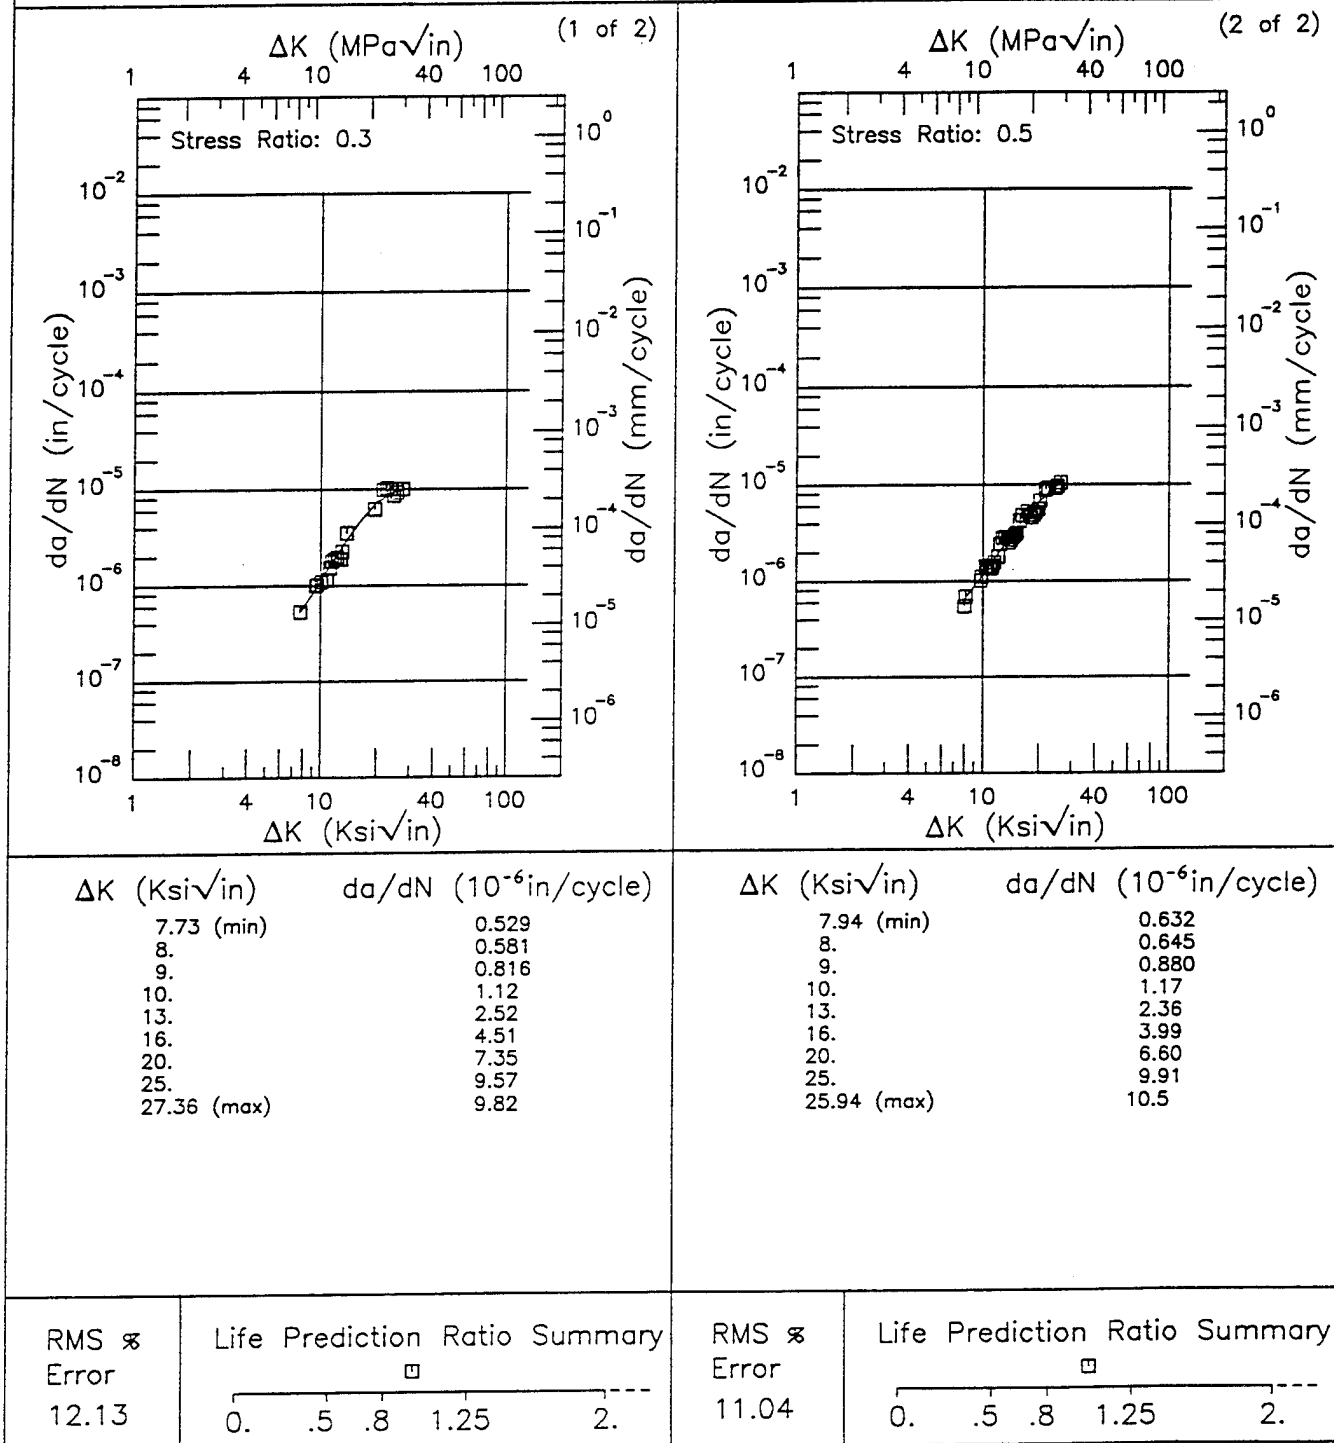 (1 of 2)
ΔK (MPa√in)
1 4 10 40 100
Stress Ratio: 0.3
10⁰
10⁻¹
10⁻²
10⁻³
10⁻⁴
10⁻⁵
10⁻⁶
da/dN (mm/cycle)
10⁻²
10⁻³
10⁻⁴
10⁻⁵
10⁻⁶
10⁻⁷
10⁻⁸
da/dN (in/cycle)
1 4 10 40 100
ΔK (Ksi√in)
ΔK (Ksi√in) da/dN (10⁻⁶in/cycle)
7.73 (min) 0.529
8. 0.581
9. 0.816
10. 1.12
13. 2.52
16. 4.51
20. 7.35
25. 9.57
27.36 (max) 9.82
RMS %
Error
12.13
Life Prediction Ratio Summary
0. .5 .8 1.25 2.
(2 of 2)
ΔK (MPa√in)
1 4 10 40 100
Stress Ratio: 0.5
10⁰
10⁻¹
10⁻²
10⁻³
10⁻⁴
10⁻⁵
10⁻⁶
da/dN (mm/cycle)
10⁻²
10⁻³
10⁻⁴
10⁻⁵
10⁻⁶
10⁻⁷
10⁻⁸
da/dN (in/cycle)
1 4 10 40 100
ΔK (Ksi√in)
ΔK (Ksi√in) da/dN (10⁻⁶in/cycle)
7.94 (min) 0.632
8. 0.645
9. 0.880
10. 1.17
13. 2.36
16. 3.99
20. 6.60
25. 9.91
25.94 (max) 10.5
RMS %
Error
11.04
Life Prediction Ratio Summary
0. .5 .8 1.25 2.